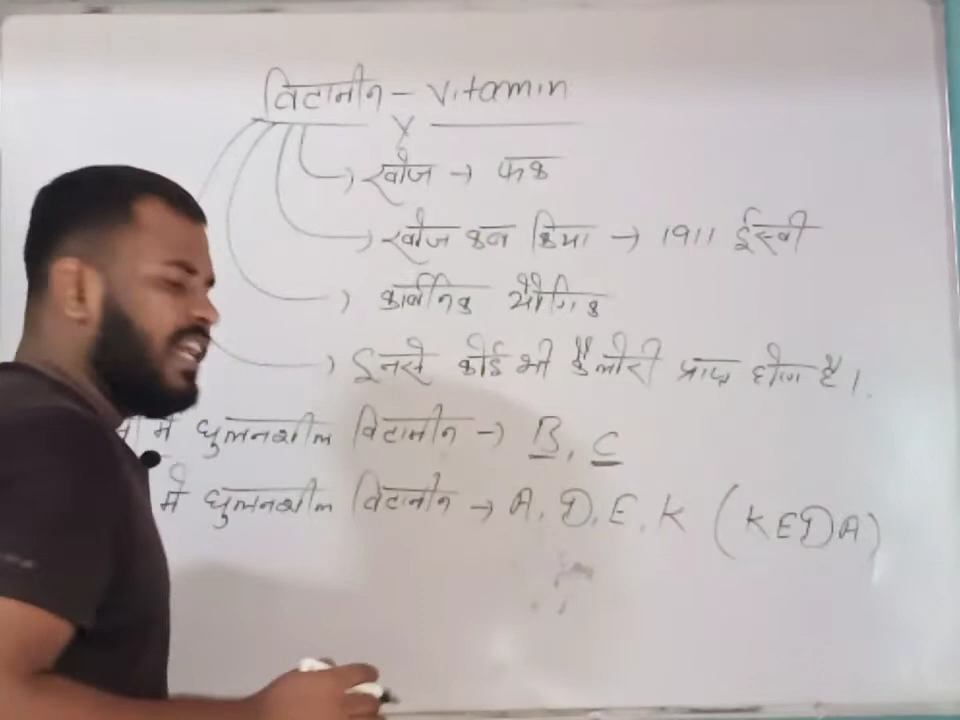 विटामीन - Vitamin
खोज → फंक
खोज कब किया → 1911 ईस्वी
कार्बनिक यौगिक
इनसे कोई भी कैलोरी प्राप्त होता है।
में घुलनशील विटामीन → B, C
में घुलनशील विटामीन → A, D, E, K (KEDA)